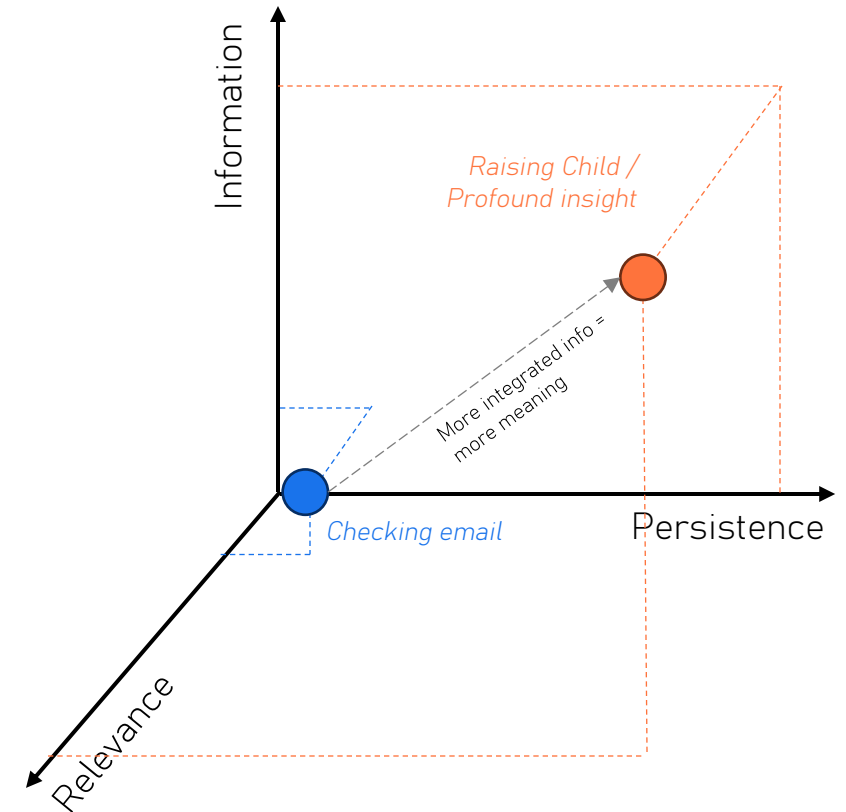 Information
Raising Child /
Profound insight
More integrated info =
more meaning
Checking email
Persistence
Relevance